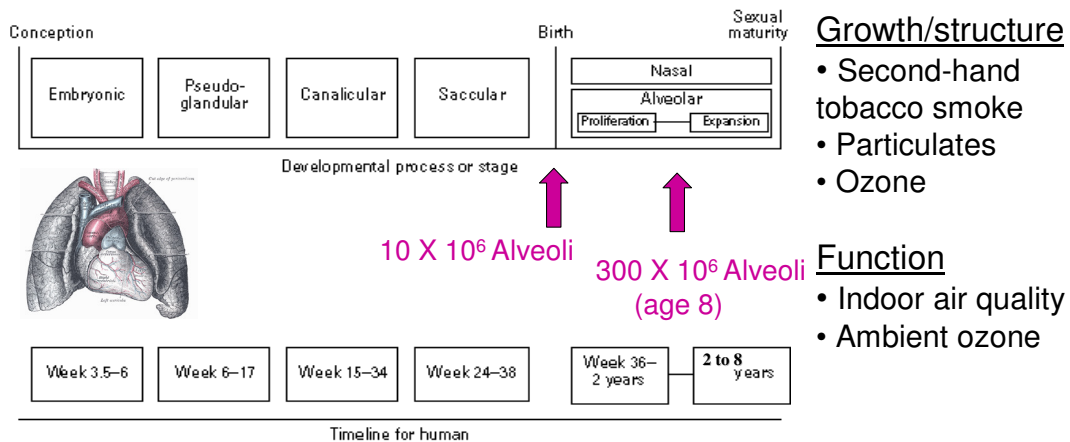 Conception
Birth
Sexual
maturity
Embryonic
Pseudo-
glandular
Canalicular
Saccular
Nasal
Alveolar
Proliferation
Expansion
Developmental process or stage
10 X 10⁶ Alveoli
300 X 10⁶ Alveoli
(age 8)
Week 3.5–6
Week 6–17
Week 15–34
Week 24–38
Week 36–
2 years
2 to 8
years
Timeline for human
Growth/structure
• Second-hand
tobacco smoke
• Particulates
• Ozone
Function
• Indoor air quality
• Ambient ozone